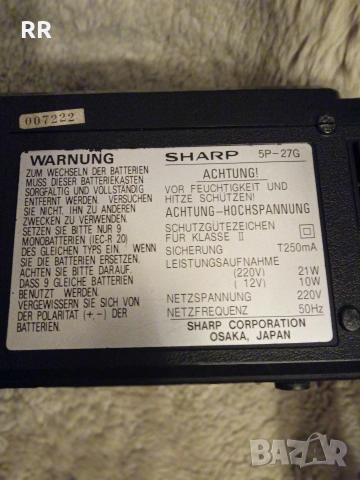 RR
007222
WARNUNG
ZUM WECHSELN DER BATTERIEN
MUSS DIESER BATTERIEKASTEN
SORGFÄLTIG UND VOLLSTÄNDIG
ENTFERNT WERDEN. VERSUCHEN
SIE NICHT, IHN ZU ANDEREN
ZWECKEN ZU VERWENDEN.
SETZEN SIE BITTE NUR 9
MONOBATTERIEN (IEC-R 20)
DES GLEICHEN TYPS EIN. WENN
SIE DIE BATTERIEN ERSETZEN,
ACHTEN SIE BITTE DARAUF,
DASS 9 GLEICHE BATTERIEN
BENUTZT WERDEN.
VERGEWISSERN SIE SICH VON
DER POLARITÄT (+, -) DER
BATTERIEN.
SHARP 5P-27G
ACHTUNG!
VOR FEUCHTIGKEIT UND
HITZE SCHÜTZEN!
ACHTUNG-HOCHSPANNUNG
SCHUTZGÜTEZEICHEN
FÜR KLASSE II
SICHERUNG T250mA
LEISTUNGSAUFNAHME
(220V) 21W
( 12V) 10W
NETZSPANNUNG 220V
NETZFREQUENZ 50Hz
SHARP CORPORATION
OSAKA, JAPAN
BAZAR
bg